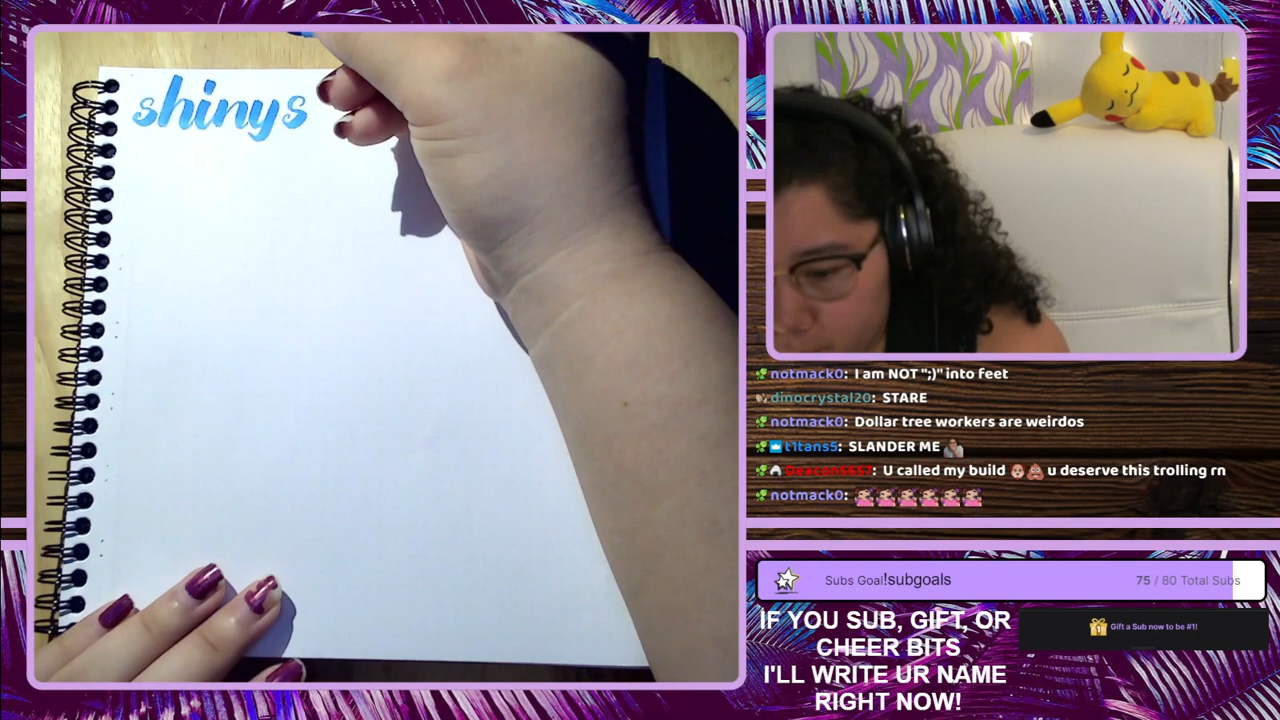 shinys
notmack0: I am NOT ";)" into feet
dinocrystal20: STARE
notmack0: Dollar tree workers are weirdos
t1tans5: SLANDER ME
Deacon5657: U called my build u deserve this trolling rn
notmack0:
Subs Goal!subgoals 75 / 80 Total Subs
Gift a Sub now to be #1!
IF YOU SUB, GIFT, OR
CHEER BITS
I'LL WRITE UR NAME
RIGHT NOW!